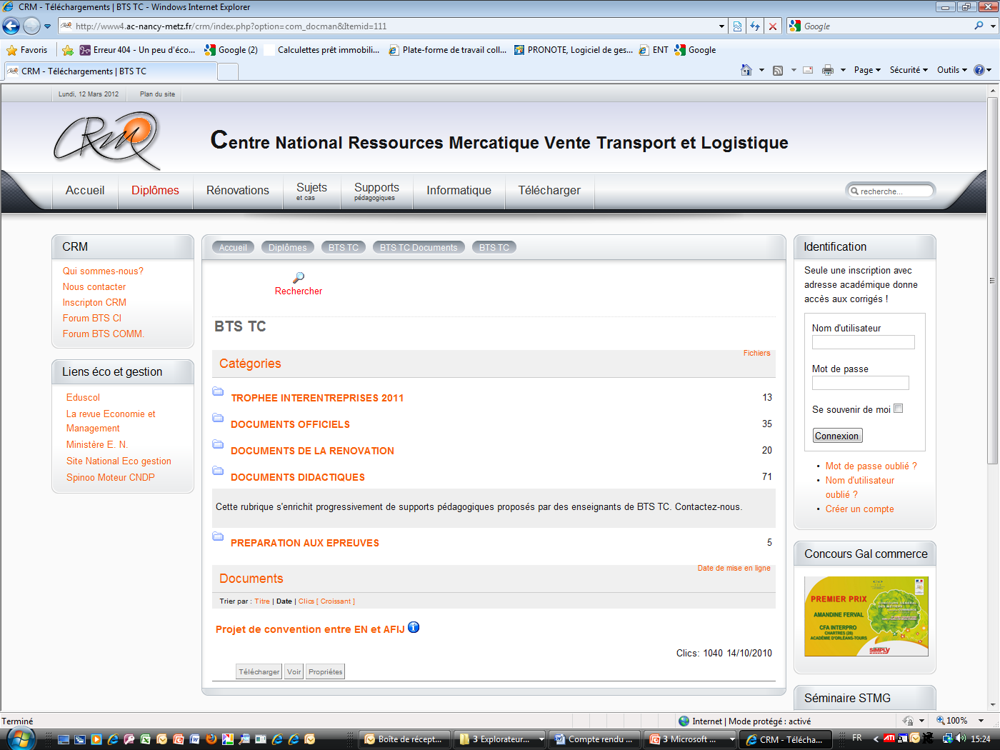 CRM - Téléchargements | BTS TC - Windows Internet Explorer
http://www4.ac-nancy-metz.fr/crm/index.php?option=com_docman&Itemid=111
Google
Favoris
Erreur 404 - Un peu d'éco...
Google (2)
Calculettes prêt immobili...
Plate-forme de travail coll...
PRONOTE, Logiciel de ges...
ENT
Google
CRM - Téléchargements | BTS TC
Page
Sécurité
Outils
Lundi, 12 Mars 2012
Plan du site
CRM
Centre National Ressources Mercatique Vente Transport et Logistique
Accueil
Diplômes
Rénovations
Sujets
et cas
Supports
pédagogiques
Informatique
Télécharger
recherche...
CRM
Qui sommes-nous?
Nous contacter
Inscripton CRM
Forum BTS CI
Forum BTS COMM.
Liens éco et gestion
Eduscol
La revue Economie et
Management
Ministère E. N.
Site National Eco gestion
Spinoo Moteur CNDP
Accueil
Diplômes
BTS TC
BTS TC Documents
BTS TC
Rechercher
BTS TC
Catégories
Fichiers
TROPHEE INTERENTREPRISES 2011
13
DOCUMENTS OFFICIELS
35
DOCUMENTS DE LA RENOVATION
20
DOCUMENTS DIDACTIQUES
71
Cette rubrique s'enrichit progressivement de supports pédagogiques proposés par des enseignants de BTS TC. Contactez-nous.
PREPARATION AUX EPREUVES
5
Documents
Date de mise en ligne
Trier par : Titre | Date | Clics [ Croissant ]
Projet de convention entre EN et AFIJ
Clics: 1040 14/10/2010
Télécharger
Voir
Propriétes
Identification
Seule une inscription avec
adresse académique donne
accès aux corrigés !
Nom d'utilisateur
Mot de passe
Se souvenir de moi
Connexion
Mot de passe oublié ?
Nom d'utilisateur
oublié ?
Créer un compte
Concours Gal commerce
PREMIER PRIX
AMANDINE FERVAL
CFA INTERPRO
CHARTRES (28)
ACADÉMIE D'ORLÉANS-TOURS
SIMPLY
Séminaire STMG
Terminé
Internet | Mode protégé : activé
100%
Boîte de récept...
3 Explorateur...
Compte rendu ...
3 Microsoft ...
CRM - Télécha...
FR
15:24